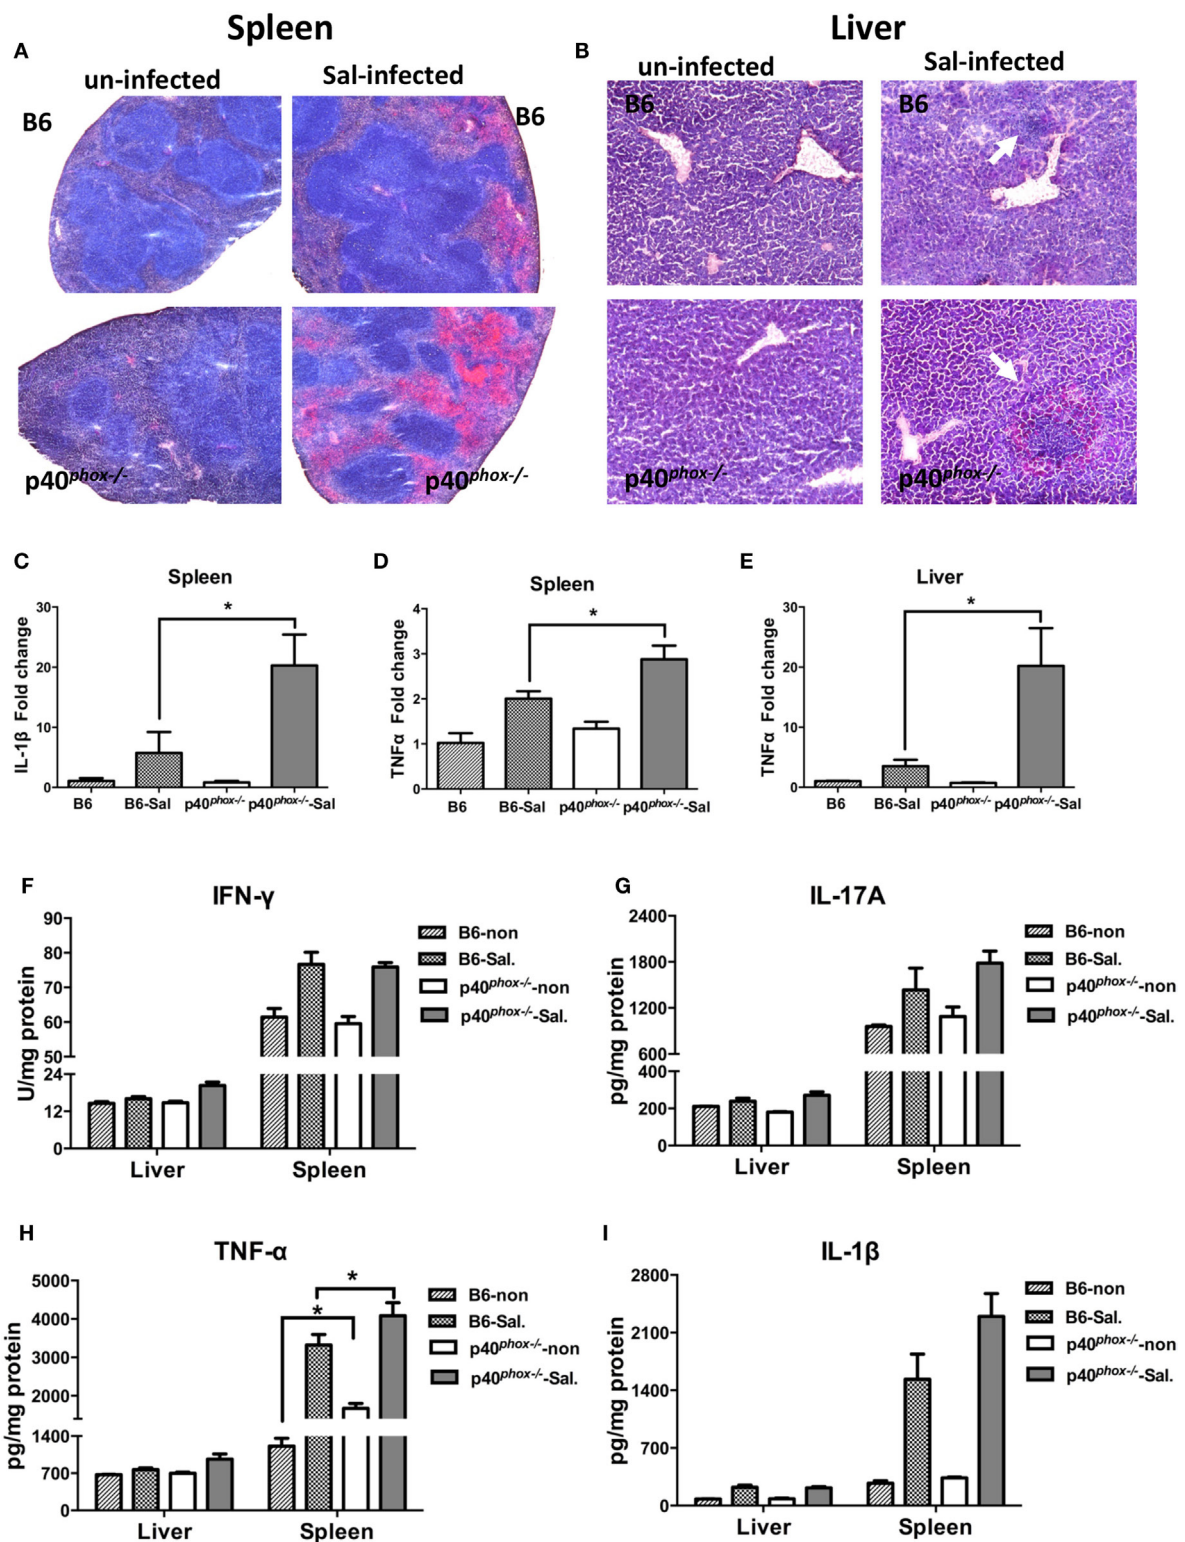 Spleen
Liver
A
un-infected
Sal-infected
B6
B6
p40phox-/-
p40phox-/-
B
un-infected
Sal-infected
B6
B6
p40phox-/-
p40phox-/-
C
Spleen
IL-1β Fold change
30
20
10
0
*
B6
B6-Sal
p40phox-/-
p40phox-/--Sal
D
Spleen
TNFα Fold change
4
3
2
1
0
*
B6
B6-Sal
p40phox-/-
p40phox-/--Sal
E
Liver
TNFα Fold change
30
20
10
0
*
B6
B6-Sal
p40phox-/-
p40phox-/--Sal
F
IFN-γ
U/mg protein
90
80
70
60
50
24
12
0
Liver
Spleen
B6-non
B6-Sal.
p40phox-/--non
p40phox-/--Sal.
G
IL-17A
pg/mg protein
2400
1800
1200
600
400
200
0
Liver
Spleen
B6-non
B6-Sal.
p40phox-/--non
p40phox-/--Sal.
H
TNF-α
pg/mg protein
5000
4000
3000
2000
1400
700
0
*
*
Liver
Spleen
B6-non
B6-Sal.
p40phox-/--non
p40phox-/--Sal.
I
IL-1β
pg/mg protein
2800
2100
1400
700
0
Liver
Spleen
B6-non
B6-Sal.
p40phox-/--non
p40phox-/--Sal.